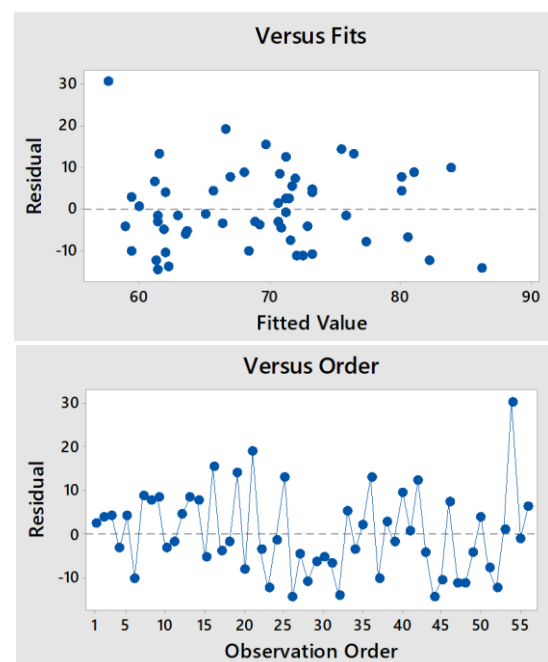 Versus Fits
30
20
10
0
-10
Residual
60 70 80 90
Fitted Value
Versus Order
30
20
10
0
-10
Residual
1 5 10 15 20 25 30 35 40 45 50 55
Observation Order